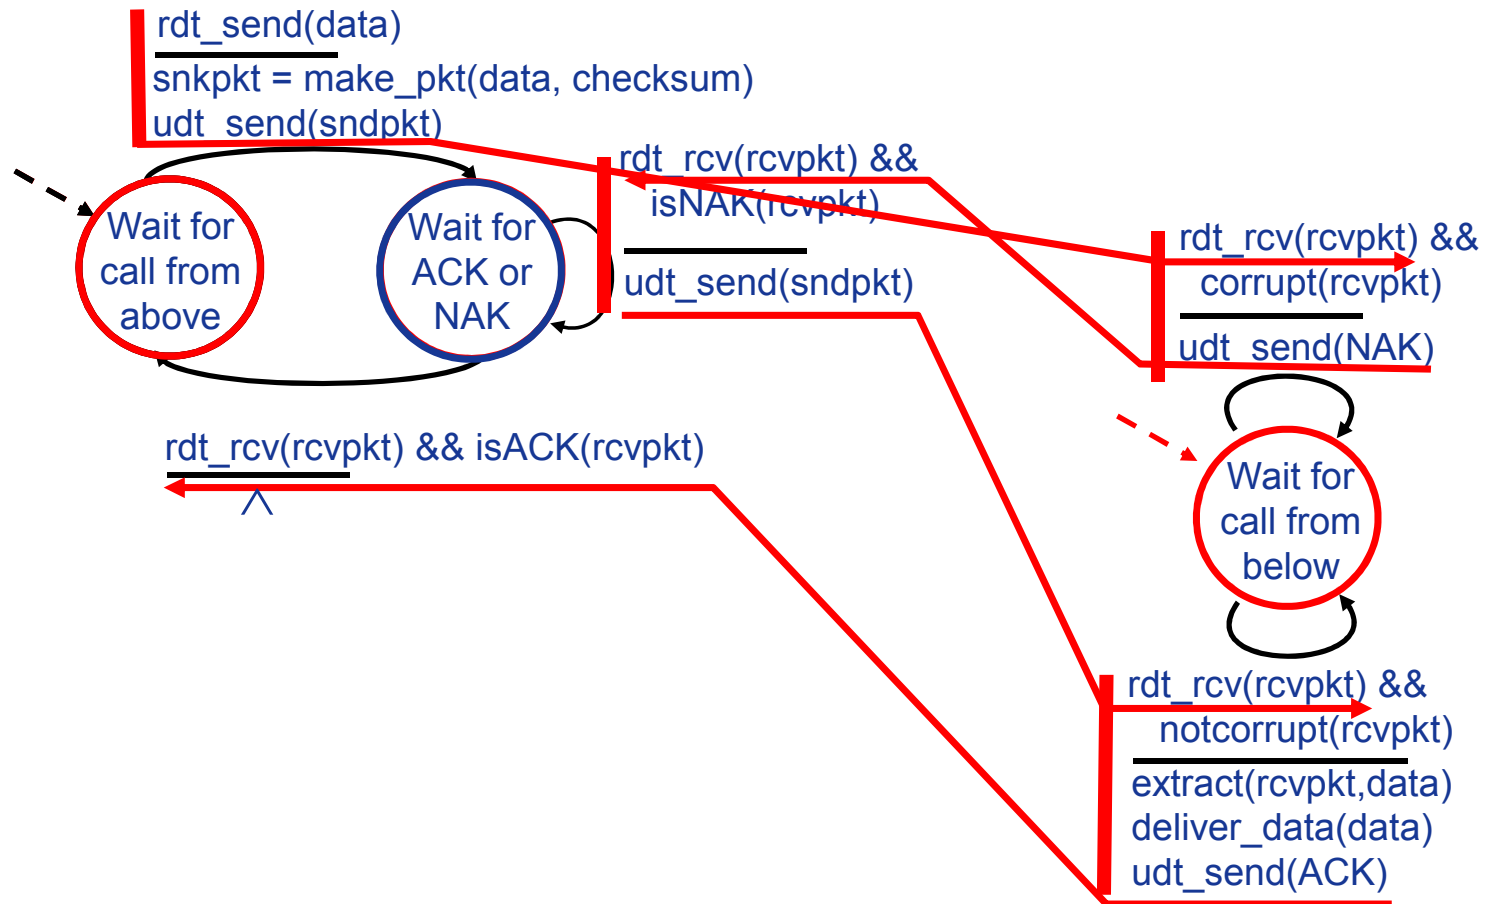 rdt_send(data)
snkpkt = make_pkt(data, checksum)
udt_send(sndpkt)
rdt_rcv(rcvpkt) &&
isNAK(rcvpkt)
udt_send(sndpkt)
Wait for
call from
above
Wait for
ACK or
NAK
rdt_rcv(rcvpkt) && isACK(rcvpkt)
Λ
rdt_rcv(rcvpkt) &&
corrupt(rcvpkt)
udt_send(NAK)
Wait for
call from
below
rdt_rcv(rcvpkt) &&
notcorrupt(rcvpkt)
extract(rcvpkt,data)
deliver_data(data)
udt_send(ACK)